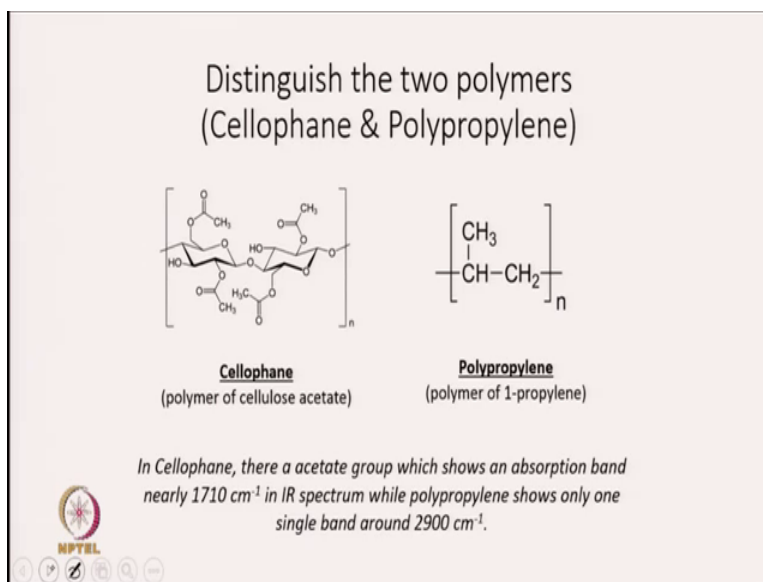 Distinguish the two polymers
(Cellophane & Polypropylene)
O
O
CH₃
O
CH₃
O
O
HO
O
O
HO
O
O
O
O
O
H₃C
O
CH₃
O
n
CH₃
CH-CH₂
n
Cellophane
(polymer of cellulose acetate)
Polypropylene
(polymer of 1-propylene)
In Cellophane, there a acetate group which shows an absorption band
nearly 1710 cm⁻¹ in IR spectrum while polypropylene shows only one
single band around 2900 cm⁻¹.
NPTEL